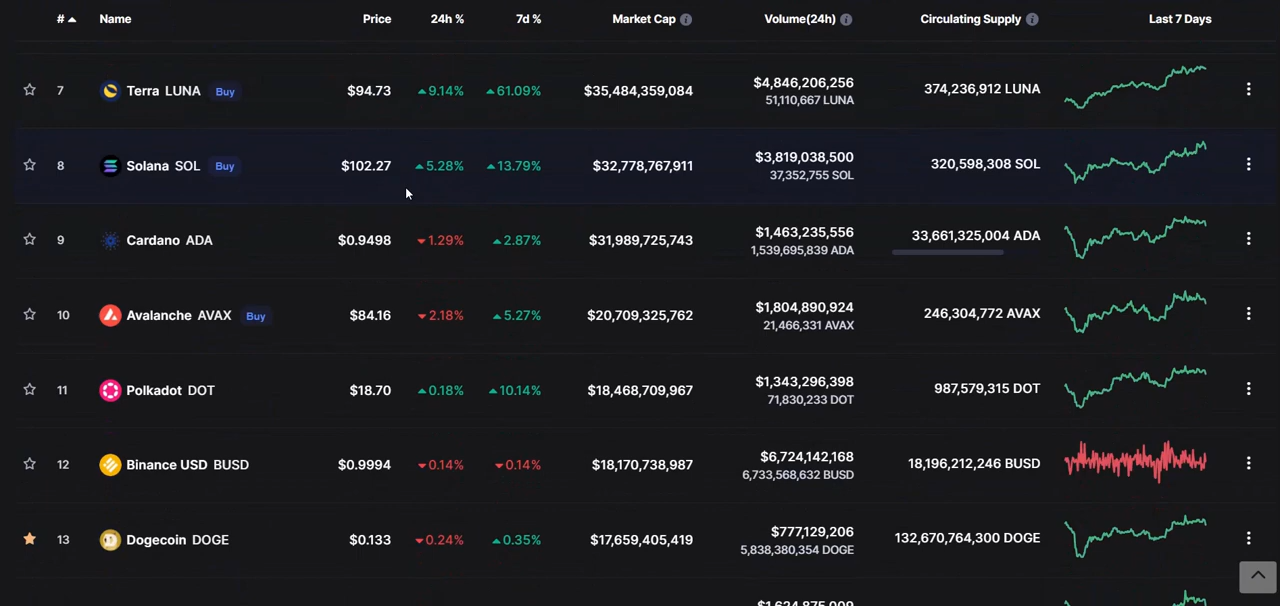 # Name Price 24h % 7d % Market Cap Volume(24h) Circulating Supply Last 7 Days
7 Terra LUNA Buy $94.73 9.14% 61.09% $35,484,359,084 $4,846,206,256 374,236,912 LUNA
51,110,667 LUNA
8 Solana SOL Buy $102.27 5.28% 13.79% $32,778,767,911 $3,819,038,500 320,598,308 SOL
37,352,755 SOL
9 Cardano ADA $0.9498 1.29% 2.87% $31,989,725,743 $1,463,235,556 33,661,325,004 ADA
1,539,695,839 ADA
10 Avalanche AVAX Buy $84.16 2.18% 5.27% $20,709,325,762 $1,804,890,924 246,304,772 AVAX
21,466,331 AVAX
11 Polkadot DOT $18.70 0.18% 10.14% $18,468,709,967 $1,343,296,398 987,579,315 DOT
71,830,233 DOT
12 Binance USD BUSD $0.9994 0.14% 0.14% $18,170,738,987 $6,724,142,168 18,196,212,246 BUSD
6,733,568,632 BUSD
13 Dogecoin DOGE $0.133 0.24% 0.35% $17,659,405,419 $777,129,206 132,670,764,300 DOGE
5,838,380,354 DOGE